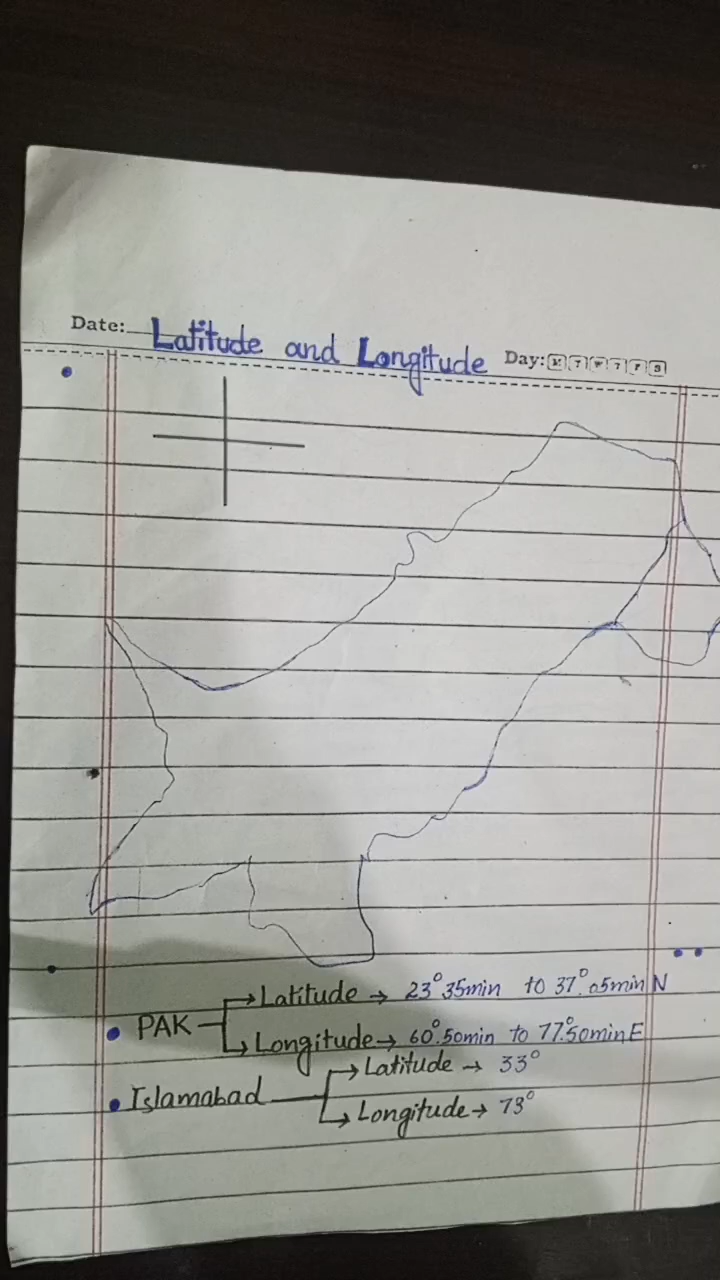 Date: Latitude and Longitude Day: M T W T F S
PAK → Latitude → 23°35min to 37°.05min N
→ Longitude → 60°.50min to 77°.50min E
Islamabad → Latitude → 33°
→ Longitude → 73°